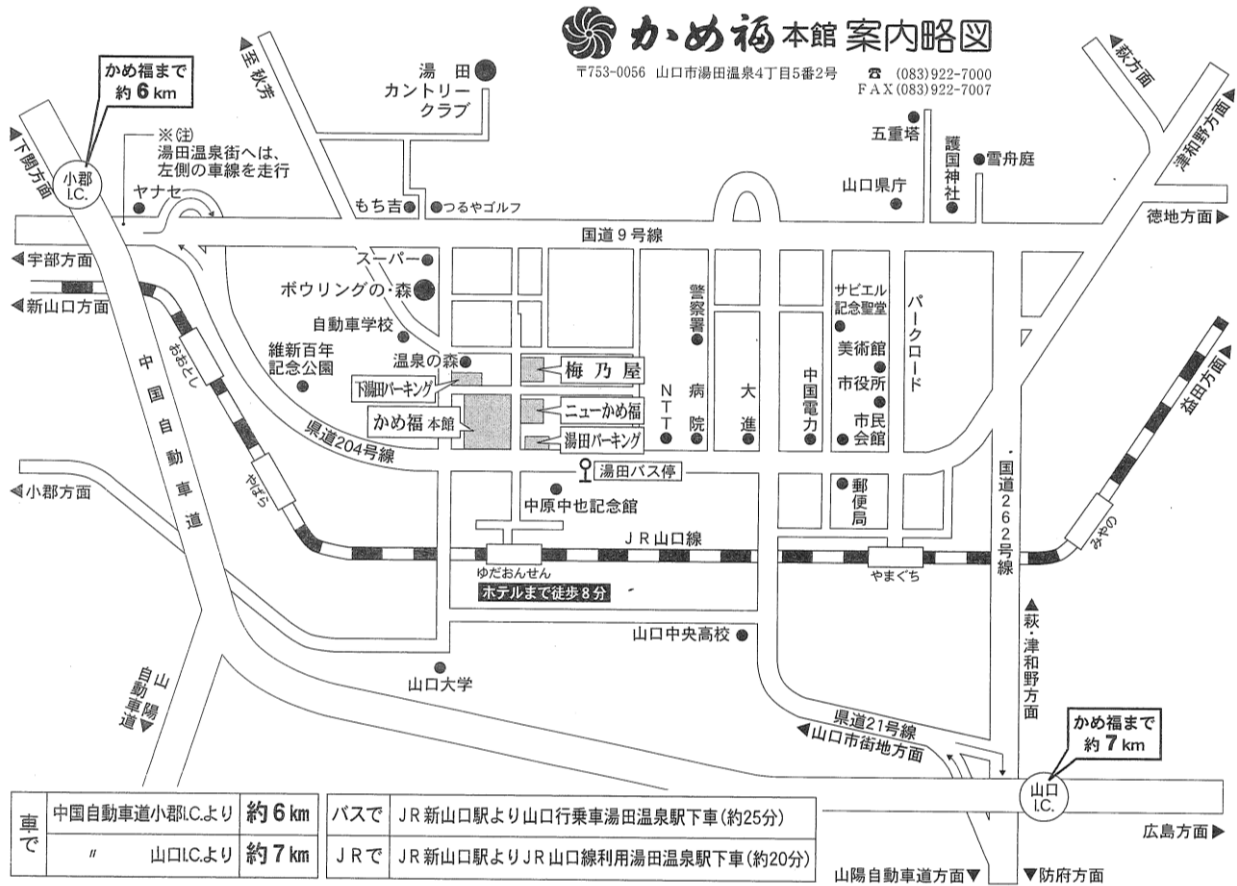 かめ福 本館 案内略図
〒753-0056 山口市湯田温泉4丁目5番2号
☎ (083)922-7000
FAX(083)922-7007
かめ福まで
約6km
◀至 秋芳
湯田
カントリー
クラブ
◀萩方面
津和野方面▶
◀下関方面
小郡
I.C.
※(注)
湯田温泉街へは、
左側の車線を走行
ヤナセ
もち吉
つるやゴルフ
五重塔
護国神社
雪舟庭
山口県庁
徳地方面▶
国道9号線
◀宇部方面
◀新山口方面
スーパー
ボウリングの・森
自動車学校
維新百年
記念公園
温泉の森
下湯田パーキング
かめ福 本館
梅乃屋
ニューかめ福
湯田パーキング
警察署
サビエル
記念聖堂
パークロード
美術館
市役所
市民
会館
NTT
病院
大進
中国電力
益田方面▶
おおとし
中国自動車道
県道204号線
湯田バス停
中原中也記念館
郵便局
国道262号線
◀小郡方面
やばら
JR山口線
みやの
ゆだおんせん
ホテルまで徒歩8分
やまぐち
山口中央高校
山口大学
◀萩・津和野方面
山陽
自動車道▶
県道21号線
◀山口市街地方面
かめ福まで
約7km
山口
I.C.
広島方面▶
山陽自動車道方面▼
▼防府方面
車で
中国自動車道小郡I.C.より 約6km
〃 山口I.C.より 約7km
バスで JR新山口駅より山口行乗車湯田温泉駅下車(約25分)
JRで JR新山口駅よりJR山口線利用湯田温泉駅下車(約20分)